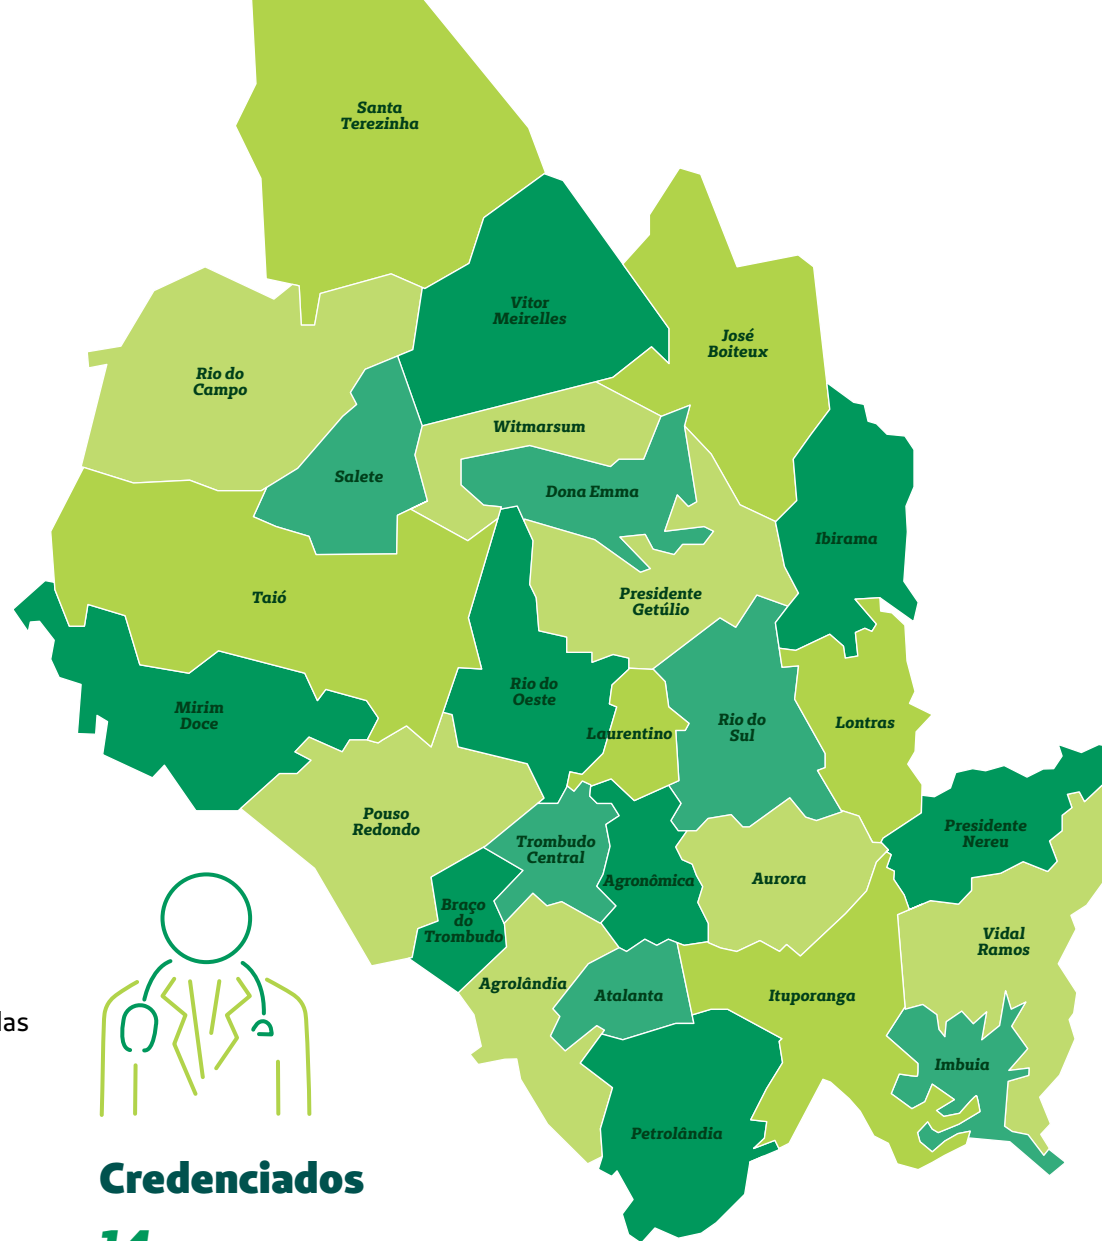 Santa
Terezinha
Vitor
Meirelles
José
Boiteux
Rio do
Campo
Witmarsum
Salete
Dona Emma
Ibirama
Taió
Presidente
Getúlio
Rio do
Oeste
Mirim
Doce
Rio do
Sul
Lontras
Laurentino
Pouso
Redondo
Presidente
Nereu
Trombudo
Central
Agronômica
Aurora
Braço
do
Trombudo
Vidal
Ramos
Agrolândia
Atalanta
Ituporanga
Imbuia
Petrolândia
Credenciados